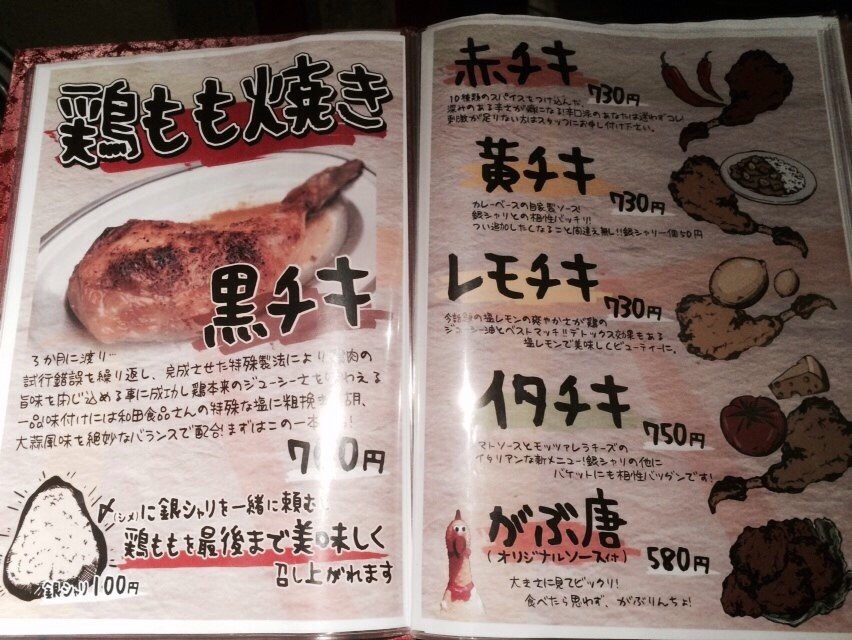 鶏もも焼き
黒チキ
3か月に渡り…
試行錯誤を繰り返し、完成させた特殊製法により 肉の
旨味を閉じ込める事に成功し鶏本来のジューシーさを味わえる
一品味付けには和田食品さんの特殊な塩に粗挽き 胡、
大蒜風味を絶妙なバランスで配合!まずはこの一本
700円
〆(シメ)に銀シャリを一緒に頼む
鶏ももを最後まで美味しく
召し上がれます
銀シャリ100円
赤チキ 730円
10種類のスパイスをつけ込んだ、
深みのある辛さが癖になる!辛口派のあなたは迷わずコレ!
刺激が足りない方はスタッフにお申し付け下さい。
黄チキ 730円
カレーベースの自家製ソース!
銀シャリとの相性バッチリ!
つい追加したくなること間違え無し!!銀シャリ一個50円
レモチキ 730円
今話題の塩レモンの爽やかさが鶏の
ジューシー油とベストマッチ!!デトックス効果もある
塩レモンで美味しくビューティーに。
イタチキ 750円
マトソースとモッツァレラチーズの
イタリアンな新メニュー!銀シャリの他に
バケットにも相性バツグンです!
がぶ唐 580円
(オリジナルソース付)
大きさに見てビックリ!
食べたら思わず、がぶりんちょ!